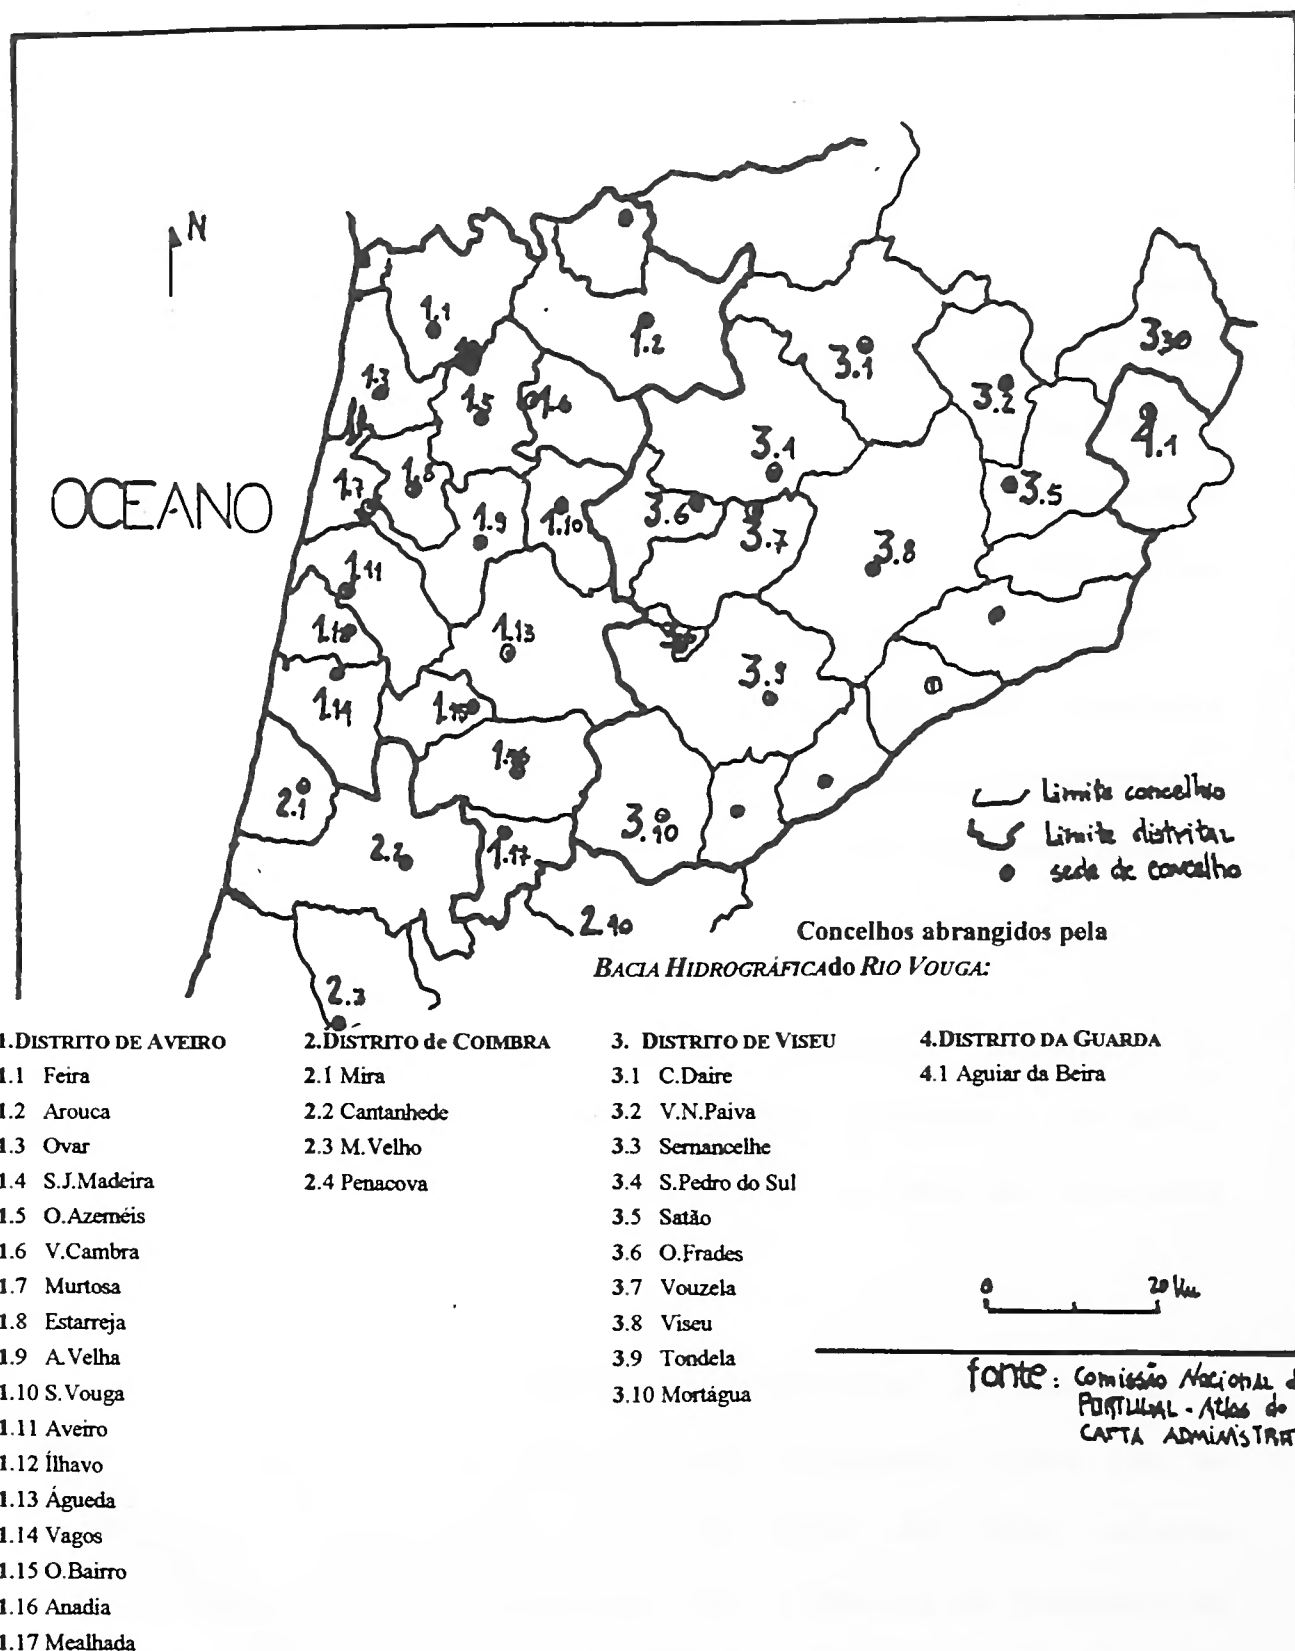 N
1.1
1.2
3.1
3.2
330
1.3
1.5
1.6
3.1
4.1
OCEANO
1.7
1.8
1.9
1.10
3.6
3.7
3.8
3.5
1.11
1.12
1.13
3.9
1.14
1.15
1.16
2.1
3.10
2.2
1.17
2.10
2.3
Limite concelhio
Limite distrital
sede de concelho
Concelhos abrangidos pela
BACIA HIDROGRÁFICAdo RIO VOUGA:
1.DISTRITO DE AVEIRO
1.1 Feira
1.2 Arouca
1.3 Ovar
1.4 S.J.Madeira
1.5 O.Azeméis
1.6 V.Cambra
1.7 Murtosa
1.8 Estarreja
1.9 A.Velha
1.10 S.Vouga
1.11 Aveiro
1.12 Ílhavo
1.13 Águeda
1.14 Vagos
1.15 O.Bairro
1.16 Anadia
1.17 Mealhada
2.DISTRITO de COIMBRA
2.1 Mira
2.2 Cantanhede
2.3 M.Velho
2.4 Penacova
3. DISTRITO DE VISEU
3.1 C.Daire
3.2 V.N.Paiva
3.3 Sernancelhe
3.4 S.Pedro do Sul
3.5 Satão
3.6 O.Frades
3.7 Vouzela
3.8 Viseu
3.9 Tondela
3.10 Mortágua
4.DISTRITO DA GUARDA
4.1 Aguiar da Beira
0 20 Km
fonte: Comissão Nacional d
PORTUGAL - Atlas do
CARTA ADMINISTRAT